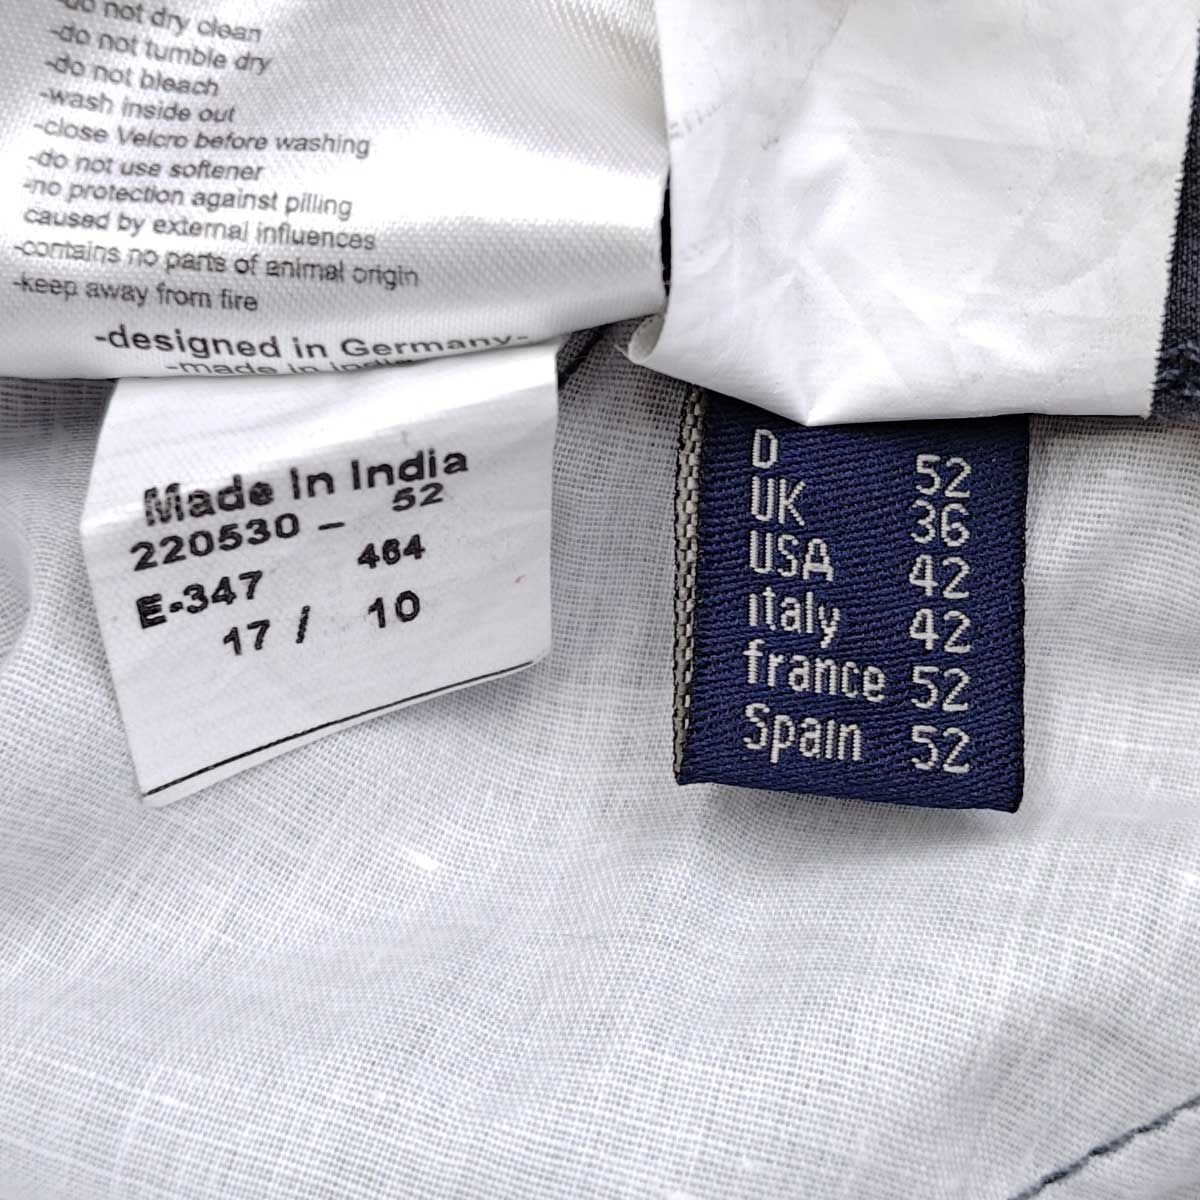 -do not dry clean
-do not tumble dry
-do not bleach
-wash inside out
-close Velcro before washing
-do not use softener
-no protection against pilling
caused by external influences
-contains no parts of animal origin
-keep away from fire
-designed in Germany-
-made in India
Made In India
220530 - 52
E-347 464
17 / 10
D 52
UK 36
USA 42
italy 42
france 52
Spain 52